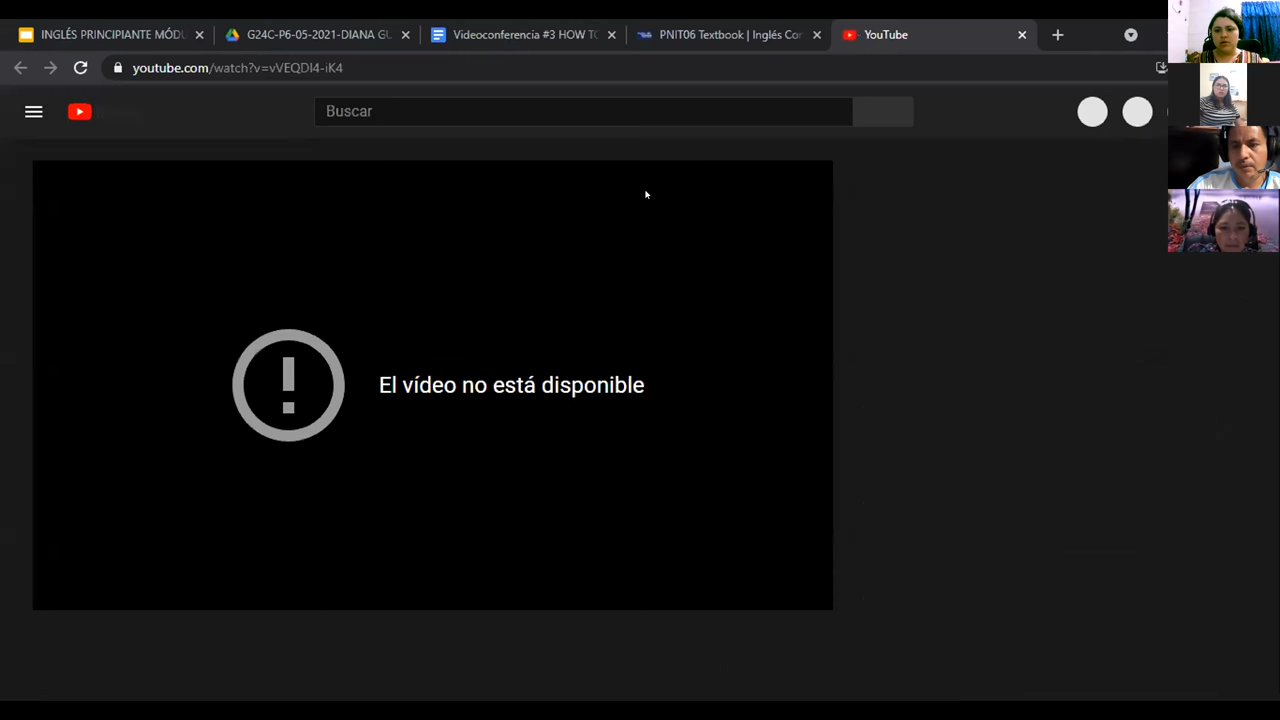 INGLÉS PRINCIPIANTE MÓDU
G24C-P6-05-2021-DIANA GU
Videoconferencia #3 HOW TO
PNIT06 Textbook | Inglés Cor
YouTube
youtube.com/watch?v=vVEQDI4-iK4
Buscar
El vídeo no está disponible